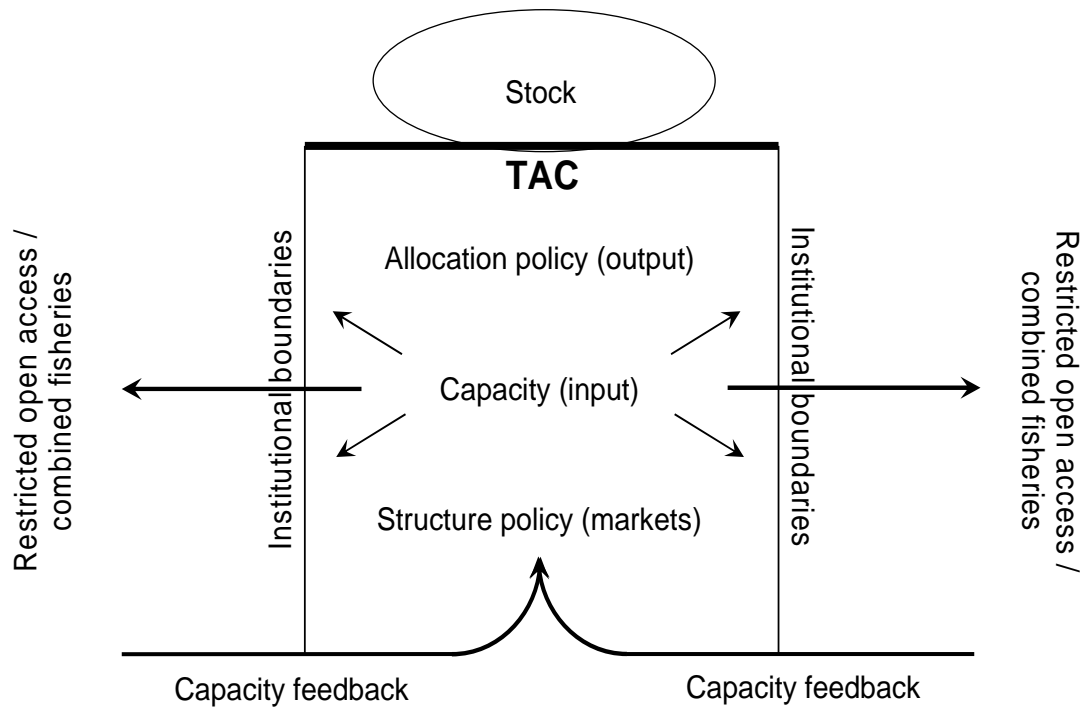 Stock
TAC
Allocation policy (output)
Capacity (input)
Structure policy (markets)
Institutional boundaries
Institutional boundaries
Restricted open access /
combined fisheries
Restricted open access /
combined fisheries
Capacity feedback
Capacity feedback